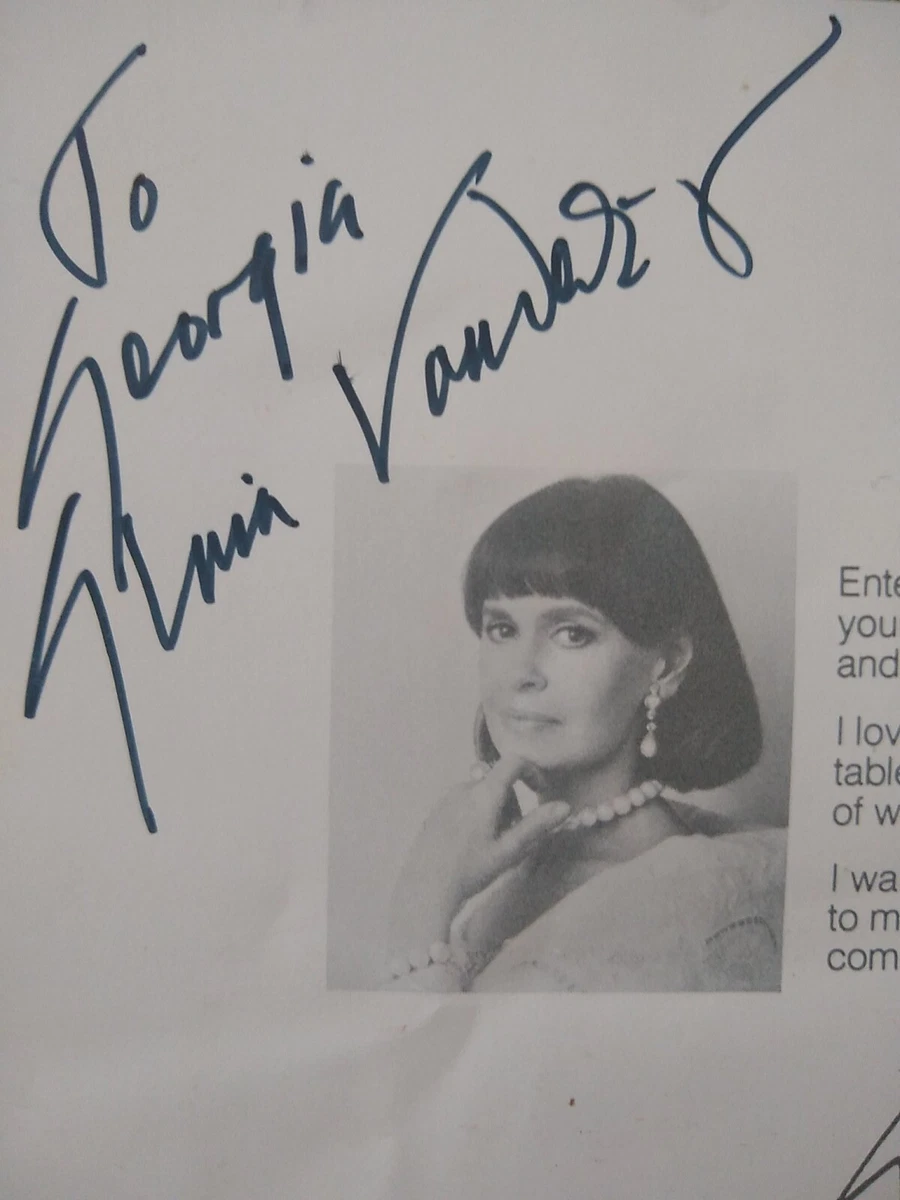 To
Georgia
Gloria Vanderbilt
Ente
you
and
I lov
table
of w
I wa
to m
com